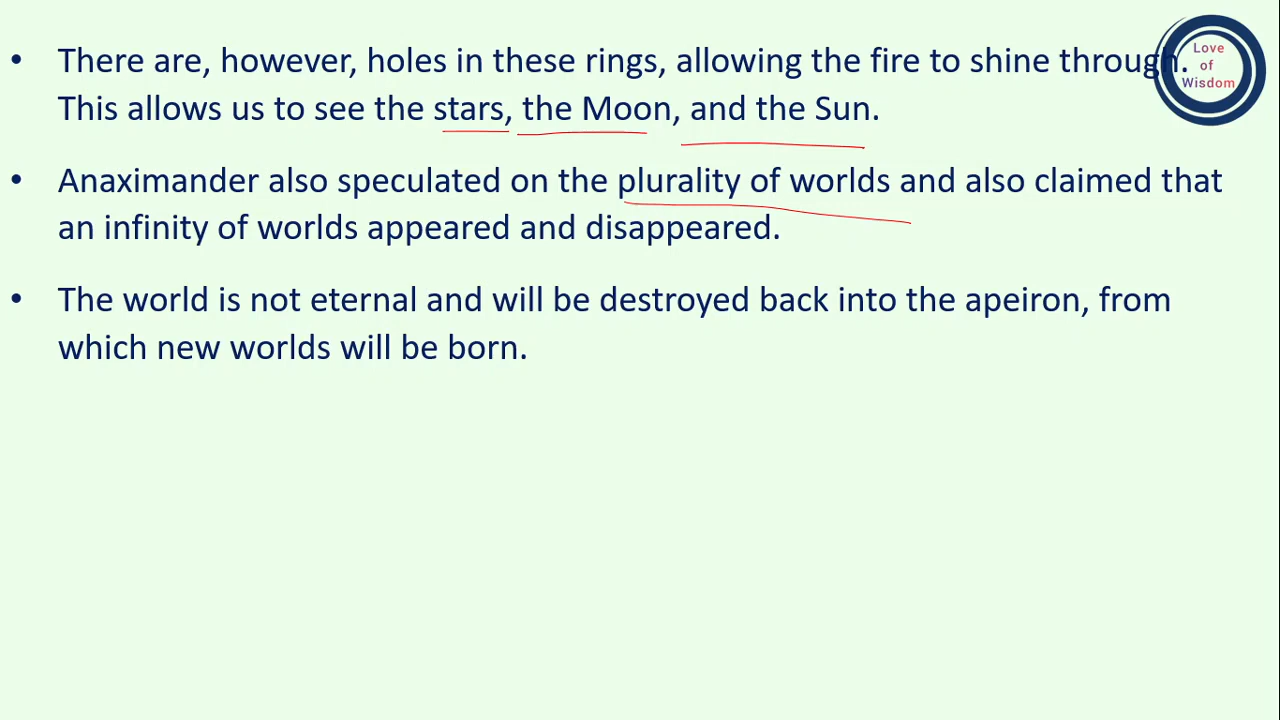 • There are, however, holes in these rings, allowing the fire to shine through.
This allows us to see the stars, the Moon, and the Sun.
• Anaximander also speculated on the plurality of worlds and also claimed that
an infinity of worlds appeared and disappeared.
• The world is not eternal and will be destroyed back into the apeiron, from
which new worlds will be born.
Love
of
Wisdom